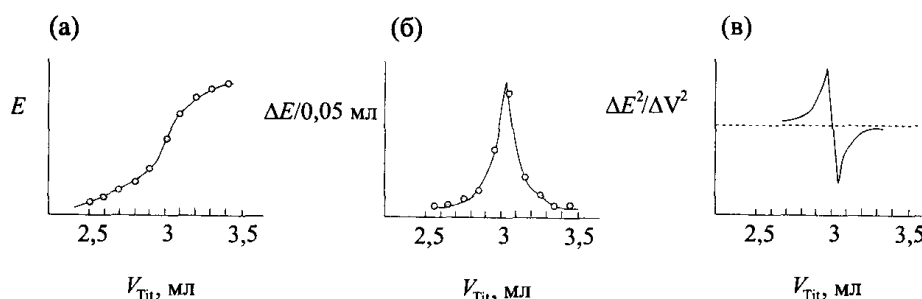 (а)
E
2,5 3 3,5
V_Tit, мл
(б)
ΔE/0,05 мл
2,5 3 3,5
V_Tit, мл
(в)
ΔE²/ΔV²
2,5 3 3,5
V_Tit, мл